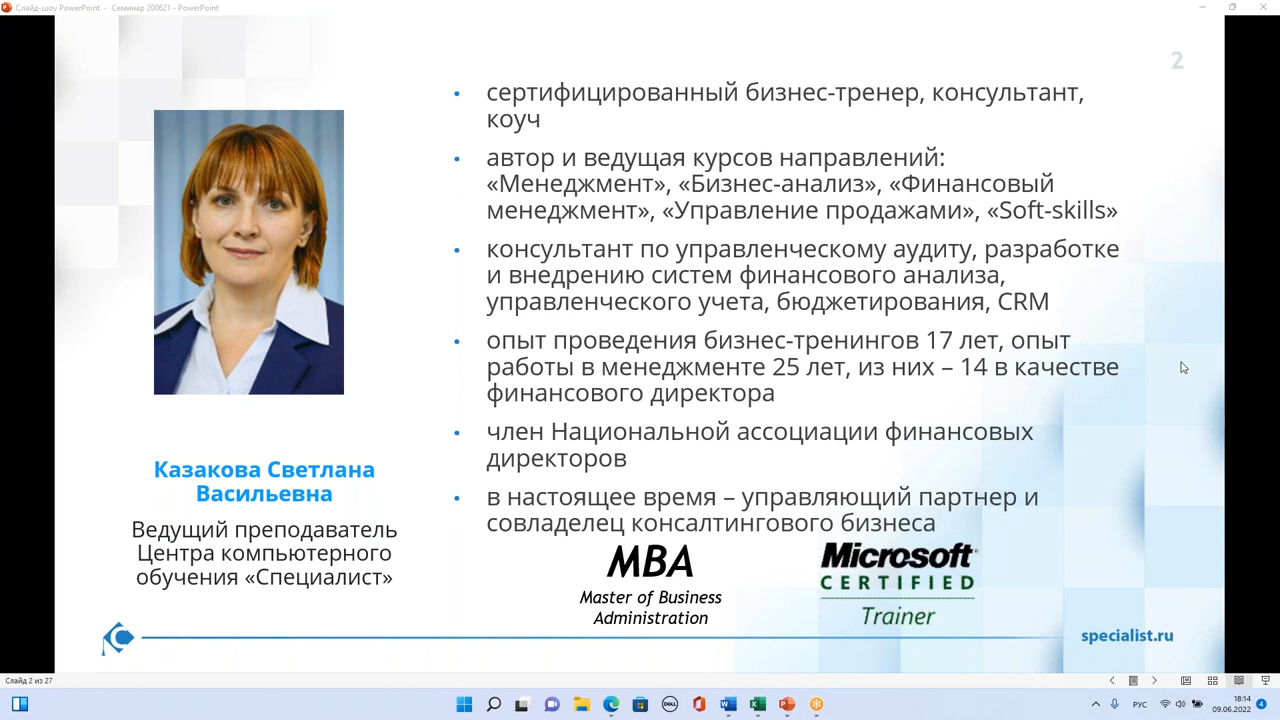 Слайд-шоу PowerPoint - Семинар 200621 - PowerPoint
2
• сертифицированный бизнес-тренер, консультант,
коуч
• автор и ведущая курсов направлений:
«Менеджмент», «Бизнес-анализ», «Финансовый
менеджмент», «Управление продажами», «Soft-skills»
• консультант по управленческому аудиту, разработке
и внедрению систем финансового анализа,
управленческого учета, бюджетирования, CRM
• опыт проведения бизнес-тренингов 17 лет, опыт
работы в менеджменте 25 лет, из них – 14 в качестве
финансового директора
• член Национальной ассоциации финансовых
директоров
• в настоящее время – управляющий партнер и
совладелец консалтингового бизнеса
Казакова Светлана
Васильевна
Ведущий преподаватель
Центра компьютерного
обучения «Специалист»
MBA
Master of Business
Administration
Microsoft
CERTIFIED
Trainer
specialist.ru
Слайд 2 из 27
DELL
РУС
18:14
09.06.2022
4